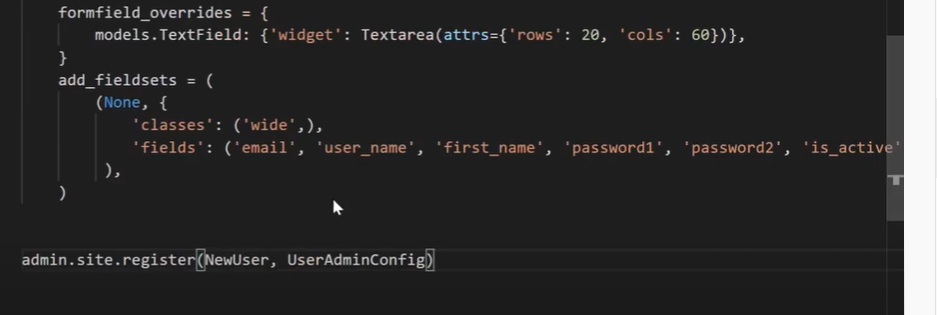 formfield_overrides = {
models.TextField: {'widget': Textarea(attrs={'rows': 20, 'cols': 60})},
}
add_fieldsets = (
(None, {
'classes': ('wide',),
'fields': ('email', 'user_name', 'first_name', 'password1', 'password2', 'is_active'
),
)
admin.site.register(NewUser, UserAdminConfig)